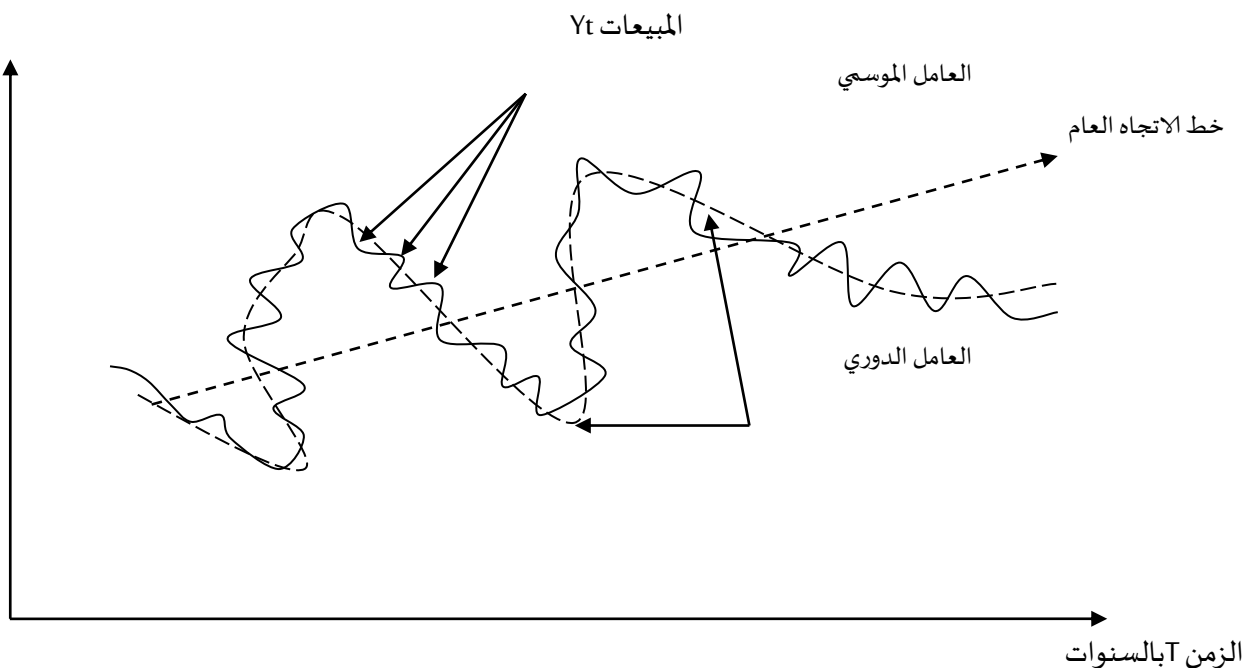 المبيعات Yt
العامل الموسمي
خط الاتجاه العام
العامل الدوري
الزمن Tبالسنوات